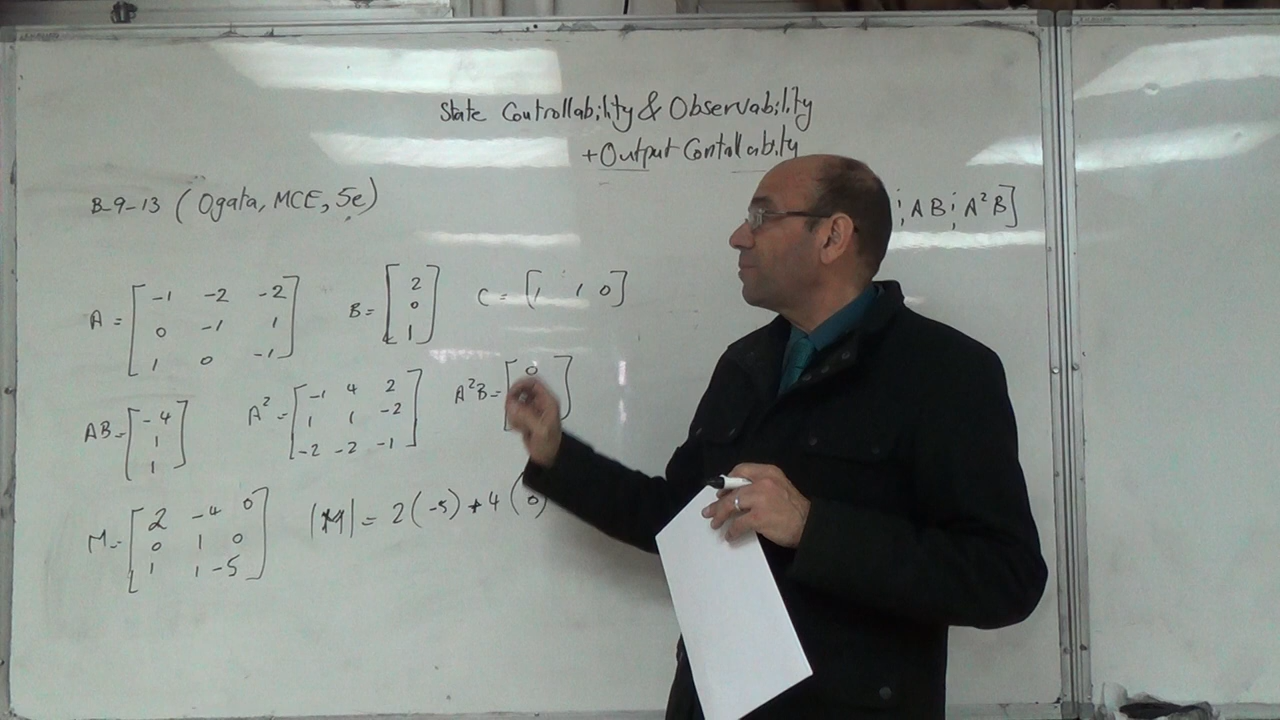 State Controllability & Observability
+ Output Contollabity
B-9-13 (Ogata, MCE, 5e)
; AB; A²B]
A = [-1 -2 -2
0 -1 1
1 0 -1]
B = [2
0
1]
C = [1 1 0]
AB = [-4
1
1]
A² = [-1 4 2
1 1 -2
-2 -2 -1]
A²B = [0
]
M = [2 -4 0
0 1 0
1 1 -5]
|M| = 2(-5) + 4(0)